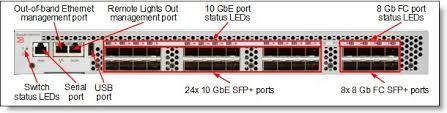 Out-of-band Ethernet
management port
Remote Lights Out
management port
10 GbE port
status LEDs
8 Gb FC port
status LEDs
Switch
status LEDs
Serial
port
USB
port
24x 10 GbE SFP+ ports
8x 8 Gb FC SFP+ ports